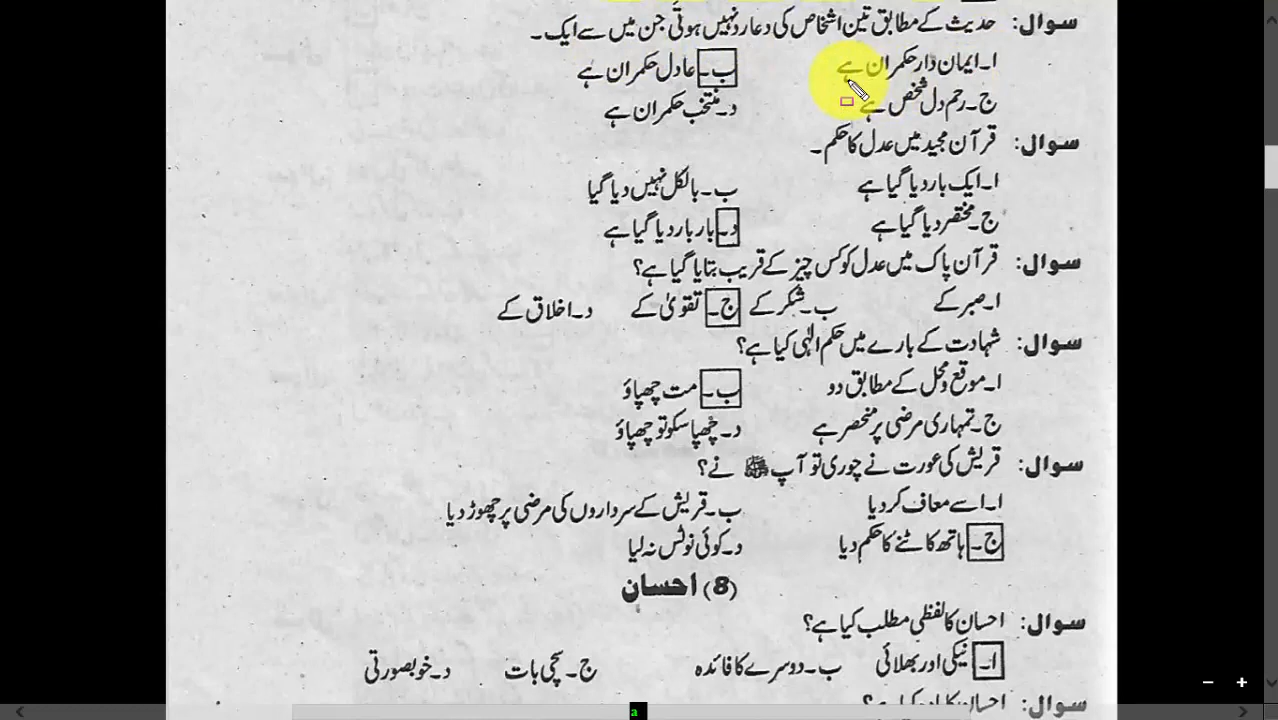 سوال: حدیث کے مطابق تین اشخاص کی دعا رد نہیں ہوتی جن میں سے ایک۔
ا۔ ایمان دار حکمران ہے ب۔ عادل حکمران ہے
ج۔ رحم دل شخص ہے د۔ منتخب حکمران ہے
سوال: قرآن مجید میں عدل کا حکم۔
ا۔ ایک بار دیا گیا ہے ب۔ بالکل نہیں دیا گیا
ج۔ مختصر دیا گیا ہے د۔ بار بار دیا گیا ہے
سوال: قرآن پاک میں عدل کو کس چیز کے قریب بتایا گیا ہے؟
ا۔ صبر کے ب۔ شکر کے ج۔ تقویٰ کے د۔ اخلاق کے
سوال: شہادت کے بارے میں حکم الٰہی کیا ہے؟
ا۔ موقع و محل کے مطابق دو ب۔ مت چھپاؤ
ج۔ تمہاری مرضی پر منحصر ہے د۔ چھپا سکو تو چھپاؤ
سوال: قریش کی عورت نے چوری تو آپ ﷺ نے؟
ا۔ اسے معاف کر دیا ب۔ قریش کے سرداروں کی مرضی پر چھوڑ دیا
ج۔ ہاتھ کاٹنے کا حکم دیا د۔ کوئی نوٹس نہ لیا
(8) احسان
سوال: احسان کا لفظی مطلب کیا ہے؟
ا۔ نیکی اور بھلائی ب۔ دوسرے کا فائدہ ج۔ سچی بات د۔ خوبصورتی
سوال: احسان کا
a